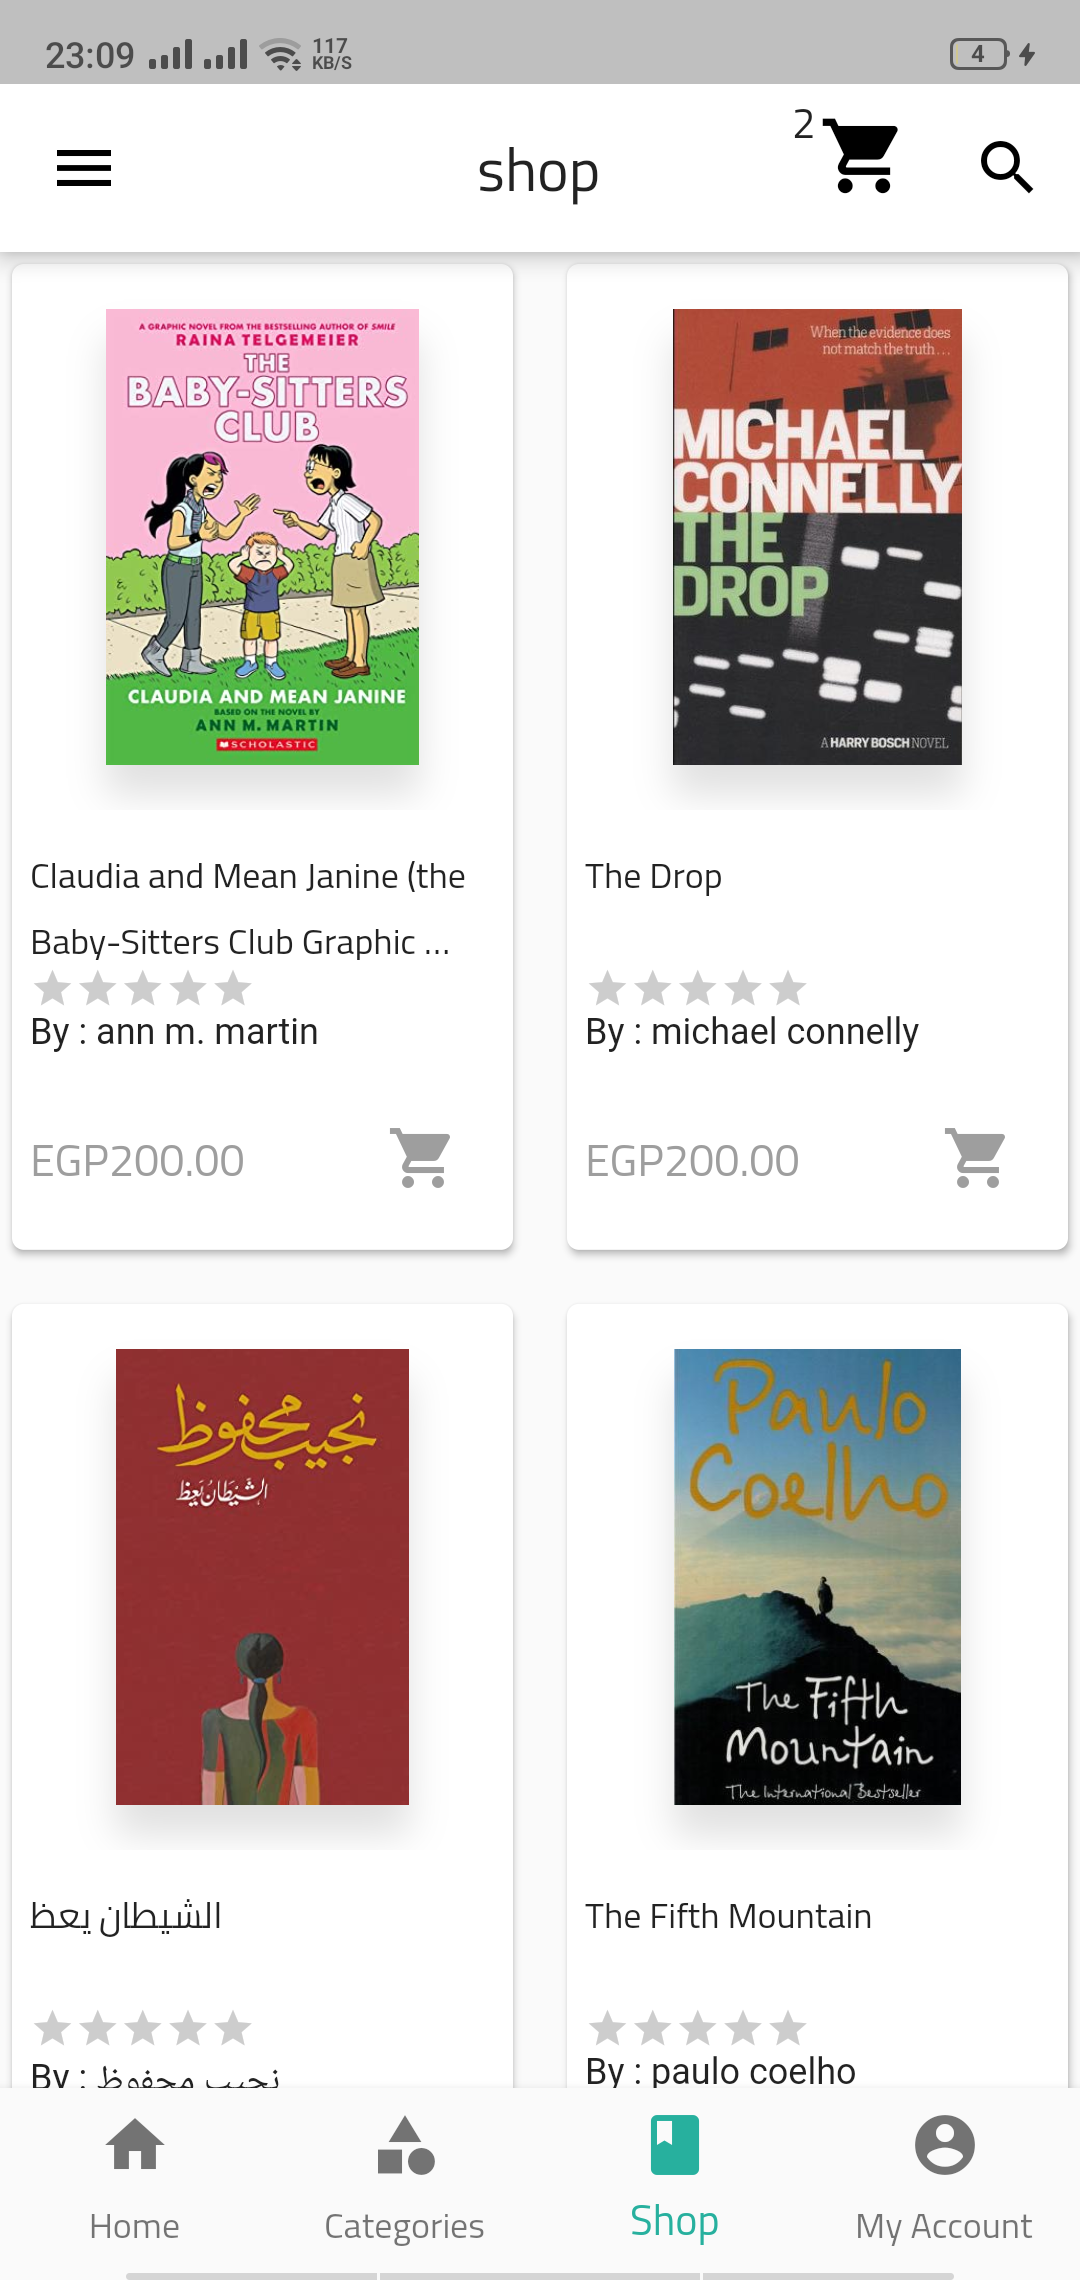 23:09
117
KB/S
4
shop
2
A GRAPHIC NOVEL FROM THE BESTSELLING AUTHOR OF SMILE
RAINA TELGEMEIER
THE
BABY-SITTERS
CLUB
CLAUDIA AND MEAN JANINE
BASED ON THE NOVEL BY
ANN M. MARTIN
SCHOLASTIC
When the evidence does
not match the truth . . .
MICHAEL
CONNELLY
THE
DROP
A HARRY BOSCH NOVEL
Claudia and Mean Janine (the
Baby-Sitters Club Graphic ...
By : ann m. martin
EGP200.00
The Drop
By : michael connelly
EGP200.00
نجيب محفوظ
الشيطان يعظ
Paulo
Coelho
The Fifth
Mountain
The International Bestseller
الشيطان يعظ
By : نجيب محفوظ
The Fifth Mountain
By : paulo coelho
Home
Categories
Shop
My Account